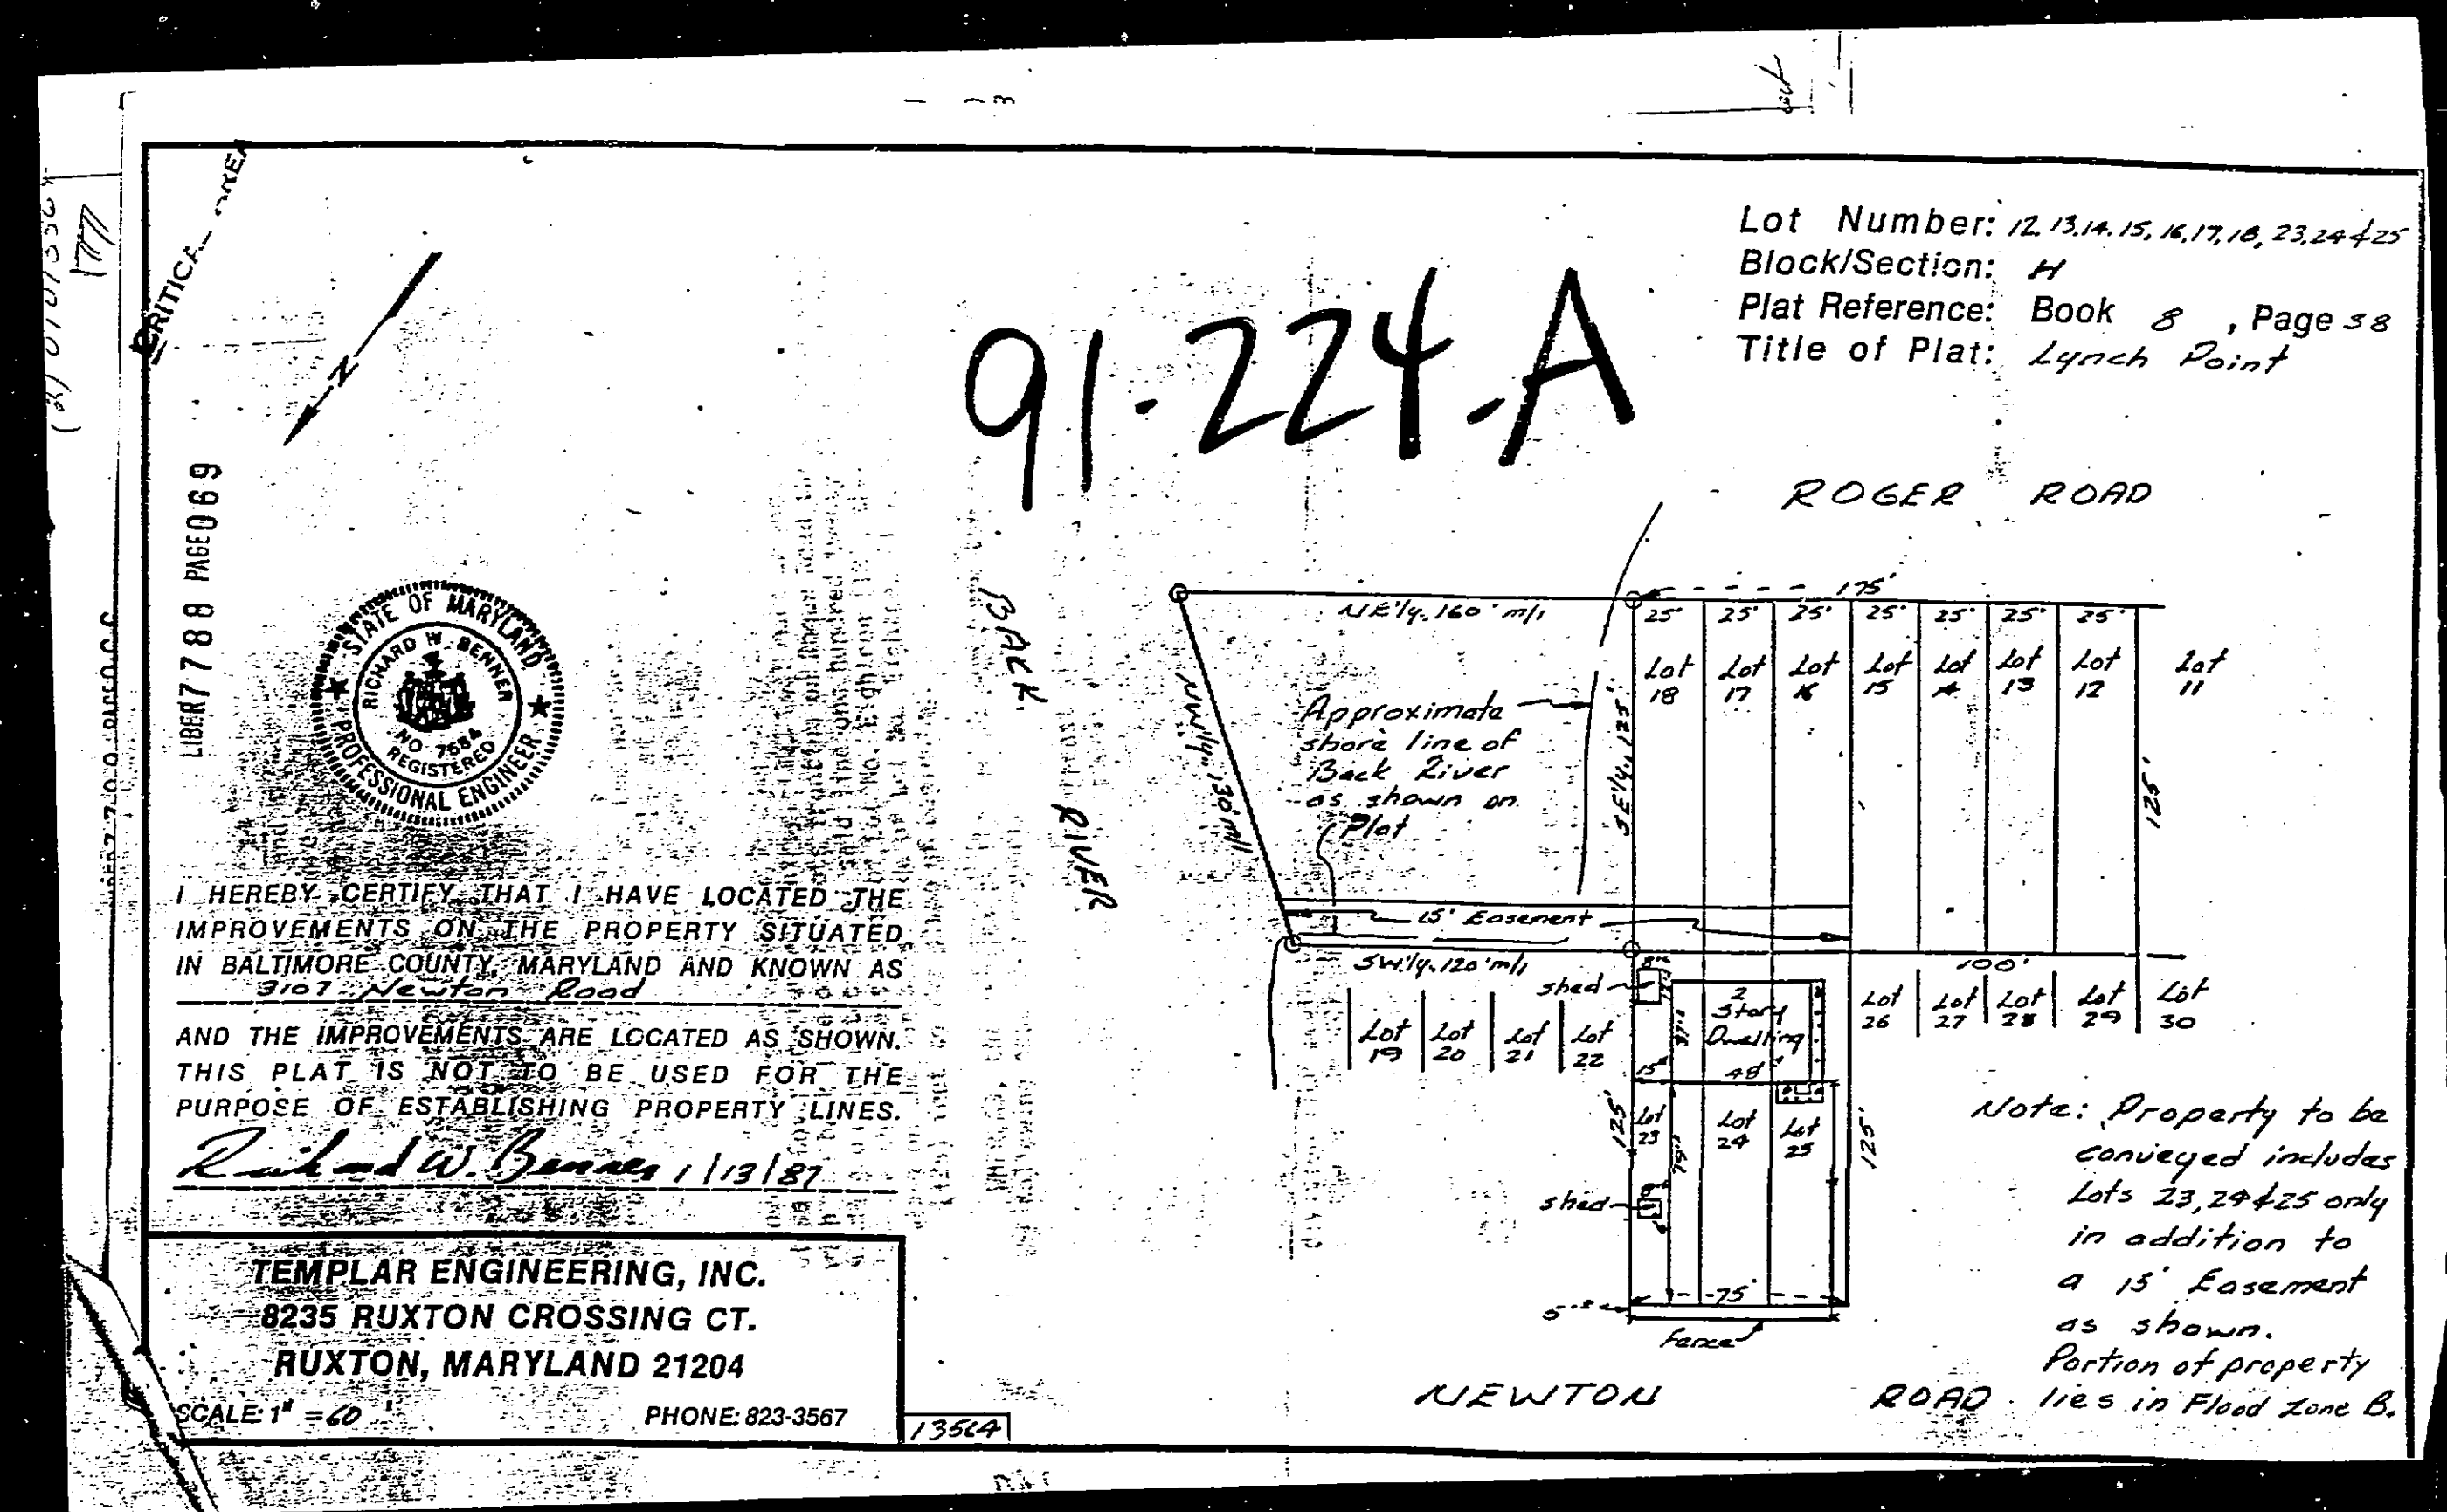 CRITICAL AREA
N
LIBER7788 PAGE069
91-224-A
Lot Number: 12,13,14,15,16,17,18,23,24 & 25
Block/Section: H
Plat Reference: Book 8 , Page 38
Title of Plat: Lynch Point
ROGER ROAD
BACK RIVER
175'
NE'ly. 160' m/l
25' 25' 25' 25' 25' 25' 25'
Lot 18
Lot 17
Lot 16
Lot 15
Lot 14
Lot 13
Lot 12
Lot 11
NW'ly. 130' m/l
Approximate
shore line of
Back River
as shown on
Plat
SE'ly. 125'
125'
15' Easement
SW'ly. 120' m/l
100'
shed
8'
2
Story
Dwelling
48'
15'
Lot 19
Lot 20
Lot 21
Lot 22
Lot 26
Lot 27
Lot 28
Lot 29
Lot 30
125'
Lot 23
Lot 24
Lot 25
125'
shed
75'
5'±
Fence
NEWTON ROAD
Note: Property to be
conveyed includes
Lots 23,24 & 25 only
in addition to
a 15' Easement
as shown.
Portion of property
lies in Flood Zone B.
STATE OF MARYLAND
RICHARD W. BENNER
NO. 7584
REGISTERED
PROFESSIONAL ENGINEER
I HEREBY CERTIFY THAT I HAVE LOCATED THE
IMPROVEMENTS ON THE PROPERTY SITUATED
IN BALTIMORE COUNTY, MARYLAND AND KNOWN AS
3107 Newton Road
AND THE IMPROVEMENTS ARE LOCATED AS SHOWN.
THIS PLAT IS NOT TO BE USED FOR THE
PURPOSE OF ESTABLISHING PROPERTY LINES.
Richard W. Benner 1/13/87
TEMPLAR ENGINEERING, INC.
8235 RUXTON CROSSING CT.
RUXTON, MARYLAND 21204
SCALE: 1" = 60'
PHONE: 823-3567